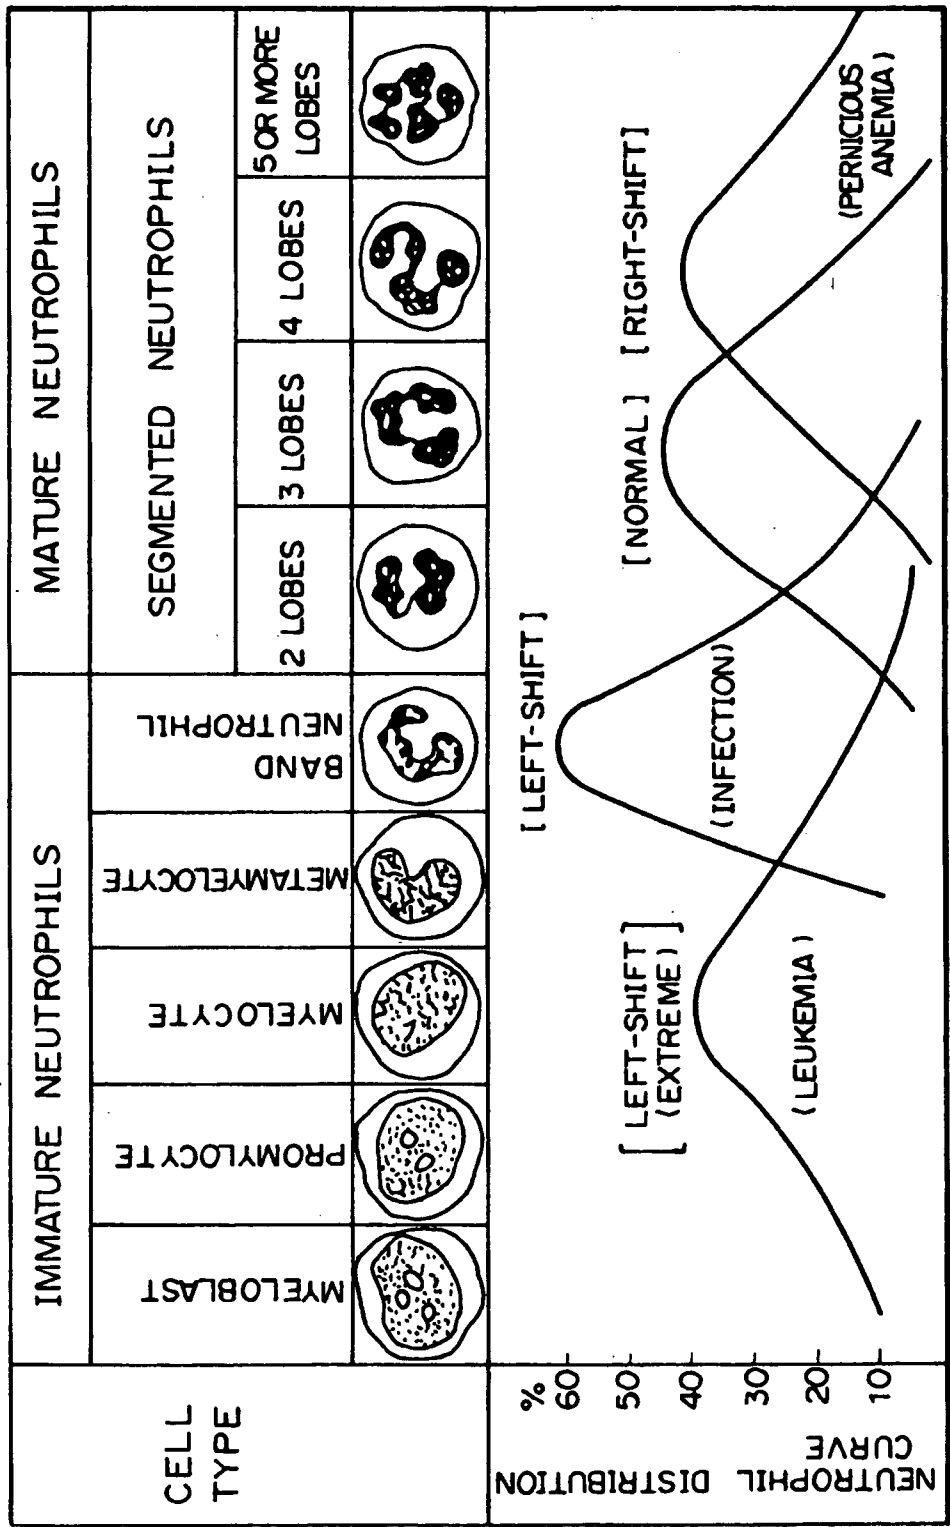 CELL
TYPE
IMMATURE NEUTROPHILS
MATURE NEUTROPHILS
SEGMENTED NEUTROPHILS
MYELOBLAST
PROMYLOCYTE
MYELOCYTE
METAMYELOCYTE
BAND
NEUTROPHIL
2 LOBES
3 LOBES
4 LOBES
5 OR MORE
LOBES
NEUTROPHIL DISTRIBUTION
CURVE
%
60
50
40
30
20
10
[LEFT-SHIFT
(EXTREME)]
(LEUKEMIA)
[LEFT-SHIFT]
(INFECTION)
[NORMAL]
[RIGHT-SHIFT]
(PERNICIOUS
ANEMIA)